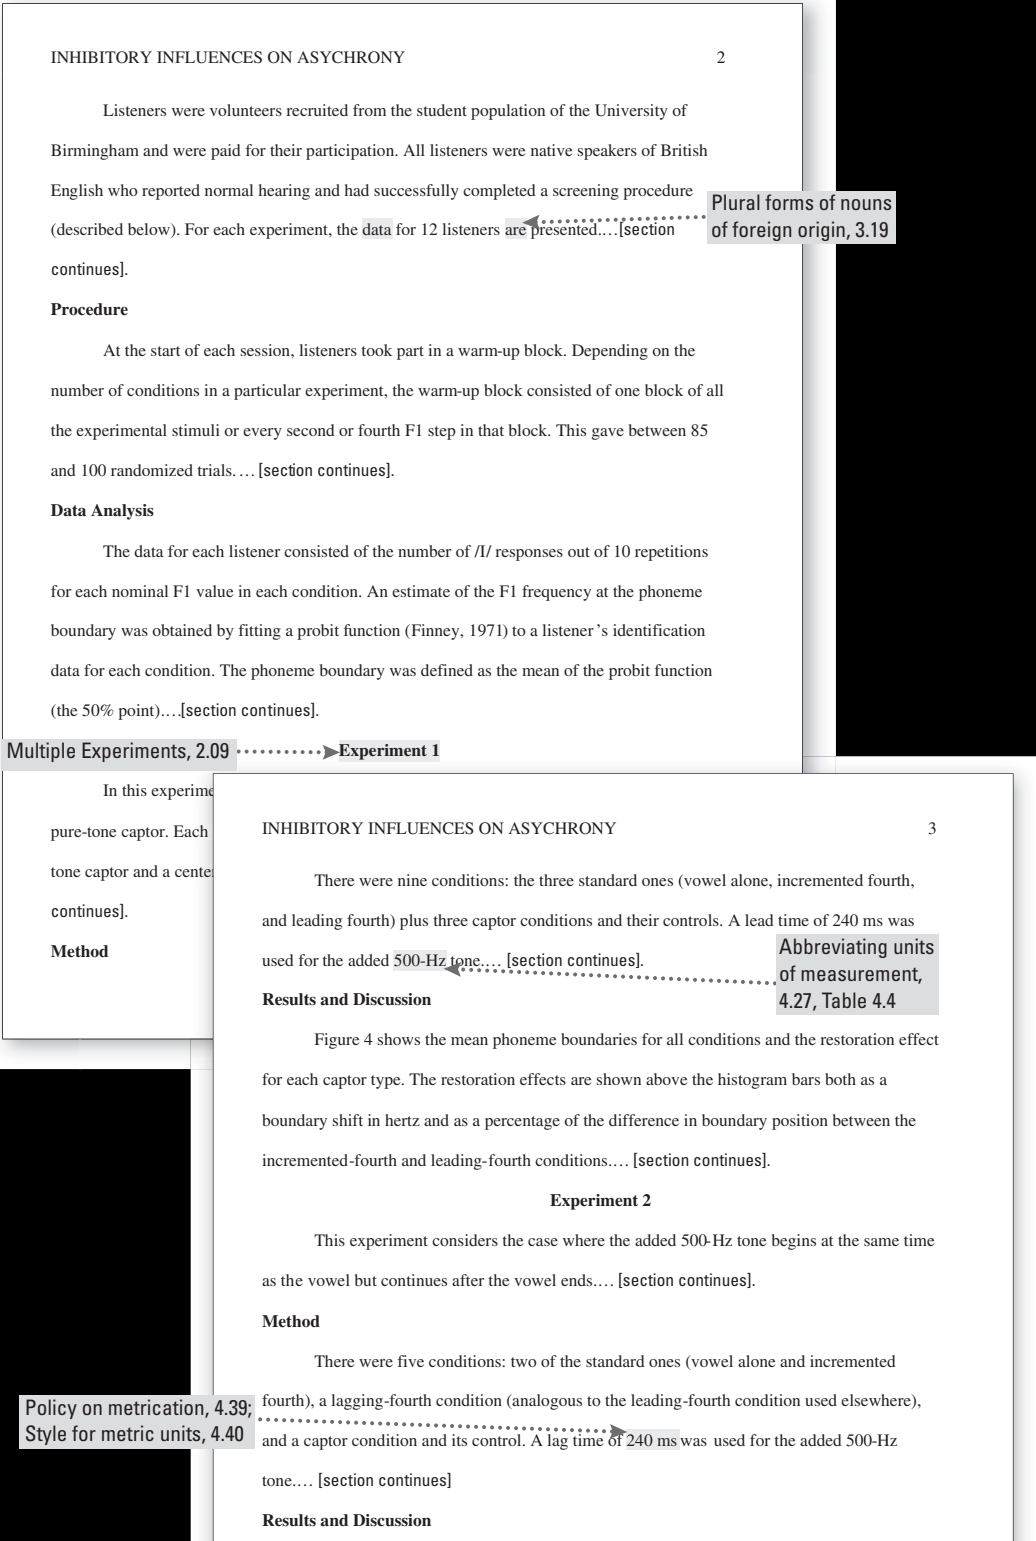 INHIBITORY INFLUENCES ON ASYCHRONY 2
Listeners were volunteers recruited from the student population of the University of
Birmingham and were paid for their participation. All listeners were native speakers of British
English who reported normal hearing and had successfully completed a screening procedure
(described below). For each experiment, the data for 12 listeners are presented.…[section
continues].
Plural forms of nouns
of foreign origin, 3.19
Procedure
At the start of each session, listeners took part in a warm-up block. Depending on the
number of conditions in a particular experiment, the warm-up block consisted of one block of all
the experimental stimuli or every second or fourth F1 step in that block. This gave between 85
and 100 randomized trials.… [section continues].
Data Analysis
The data for each listener consisted of the number of /I/ responses out of 10 repetitions
for each nominal F1 value in each condition. An estimate of the F1 frequency at the phoneme
boundary was obtained by fitting a probit function (Finney, 1971) to a listener's identification
data for each condition. The phoneme boundary was defined as the mean of the probit function
(the 50% point).…[section continues].
Multiple Experiments, 2.09
Experiment 1
In this experime
pure-tone captor. Each
tone captor and a cente
continues].
Method
INHIBITORY INFLUENCES ON ASYCHRONY 3
There were nine conditions: the three standard ones (vowel alone, incremented fourth,
and leading fourth) plus three captor conditions and their controls. A lead time of 240 ms was
used for the added 500-Hz tone.… [section continues].
Abbreviating units
of measurement,
4.27, Table 4.4
Results and Discussion
Figure 4 shows the mean phoneme boundaries for all conditions and the restoration effect
for each captor type. The restoration effects are shown above the histogram bars both as a
boundary shift in hertz and as a percentage of the difference in boundary position between the
incremented-fourth and leading-fourth conditions.… [section continues].
Experiment 2
This experiment considers the case where the added 500-Hz tone begins at the same time
as the vowel but continues after the vowel ends.… [section continues].
Method
There were five conditions: two of the standard ones (vowel alone and incremented
fourth), a lagging-fourth condition (analogous to the leading-fourth condition used elsewhere),
and a captor condition and its control. A lag time of 240 ms was used for the added 500-Hz
tone.… [section continues]
Policy on metrication, 4.39;
Style for metric units, 4.40
Results and Discussion